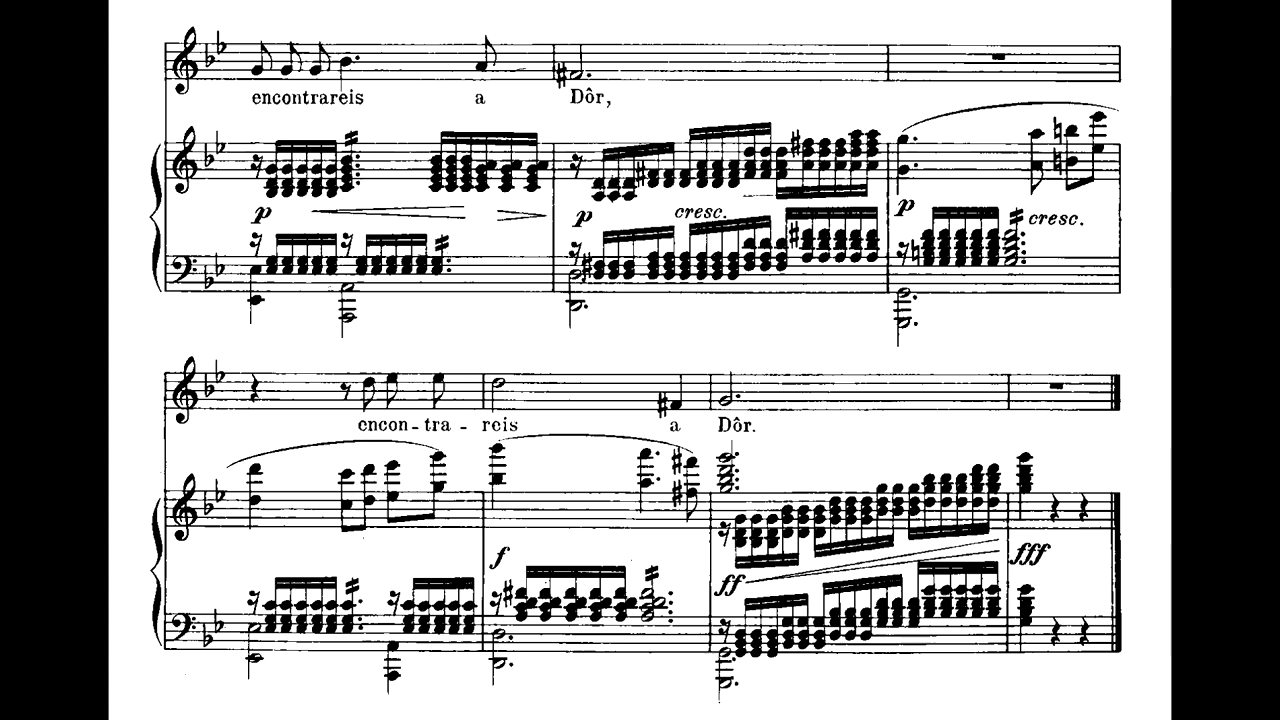 encontrareis a Dôr,
p p cresc. p cresc.
encon-tra-reis a Dôr.
f ff fff